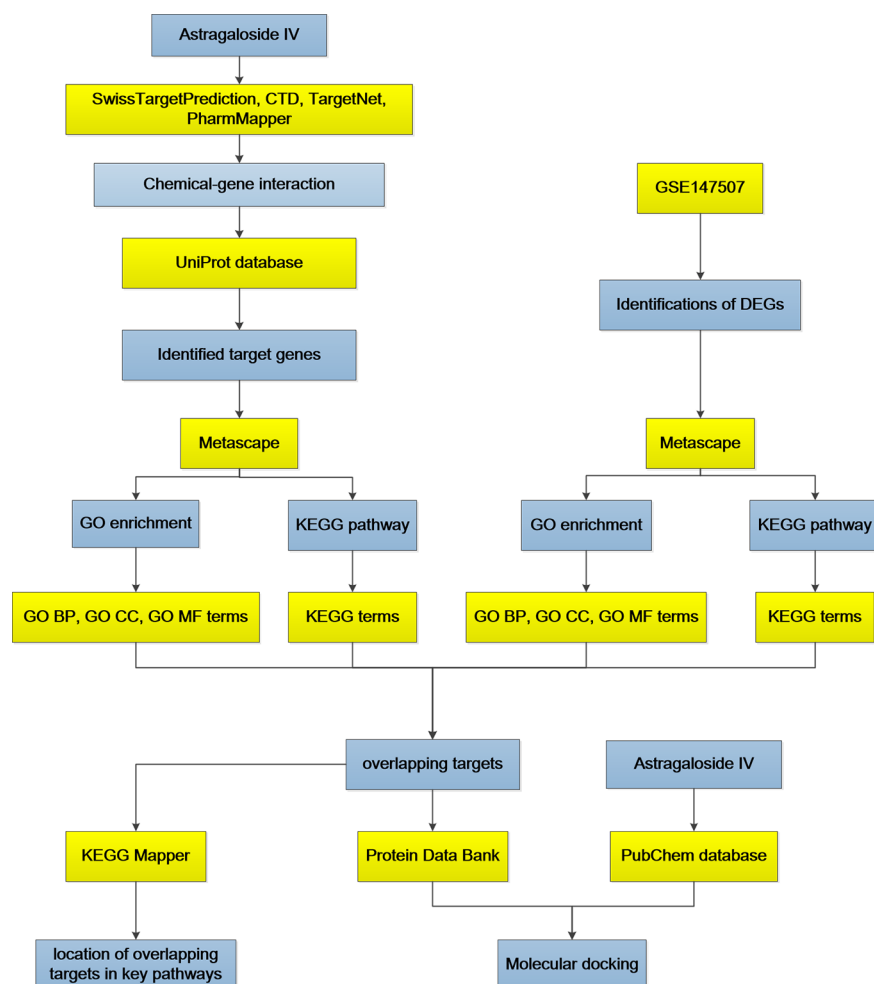 Astragaloside IV
SwissTargetPrediction, CTD, TargetNet,
PharmMapper
Chemical-gene interaction
GSE147507
UniProt database
Identifications of DEGs
Identified target genes
Metascape
Metascape
GO enrichment
KEGG pathway
GO enrichment
KEGG pathway
GO BP, GO CC, GO MF terms
KEGG terms
GO BP, GO CC, GO MF terms
KEGG terms
overlapping targets
Astragaloside IV
KEGG Mapper
Protein Data Bank
PubChem database
location of overlapping
targets in key pathways
Molecular docking